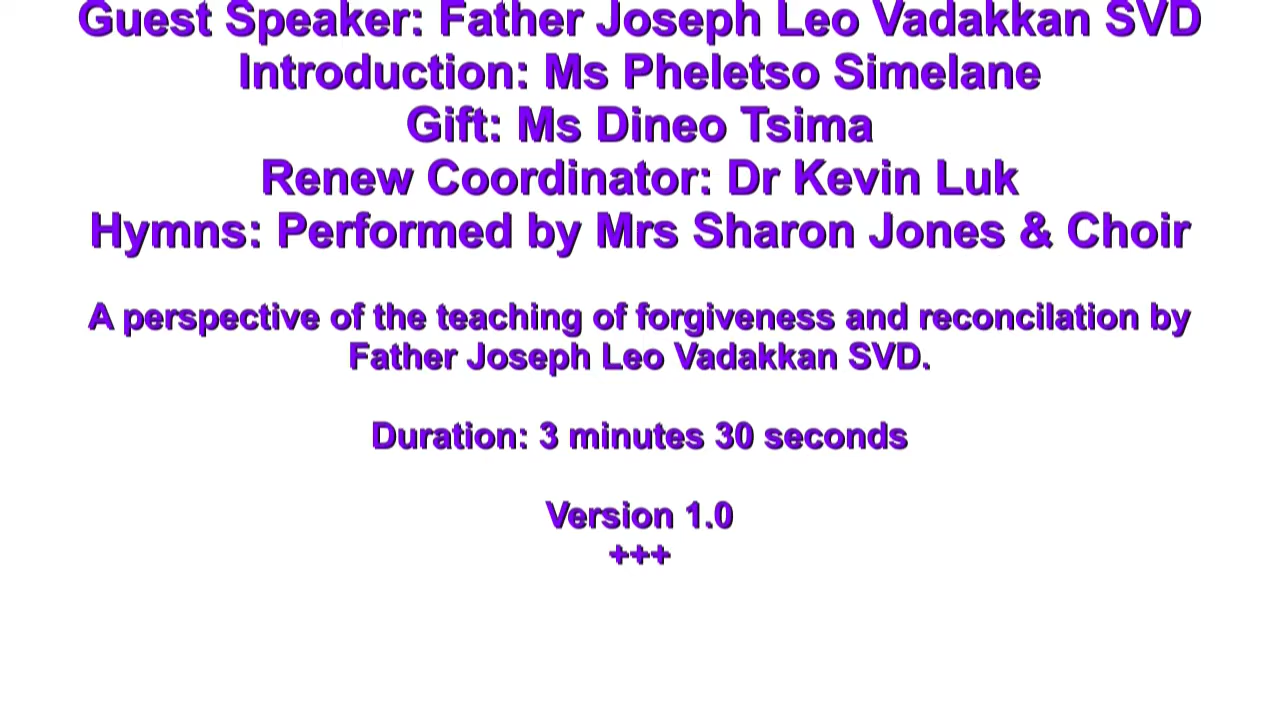 Guest Speaker: Father Joseph Leo Vadakkan SVD
Introduction: Ms Pheletso Simelane
Gift: Ms Dineo Tsima
Renew Coordinator: Dr Kevin Luk
Hymns: Performed by Mrs Sharon Jones & Choir
A perspective of the teaching of forgiveness and reconcilation by
Father Joseph Leo Vadakkan SVD.
Duration: 3 minutes 30 seconds
Version 1.0
+++